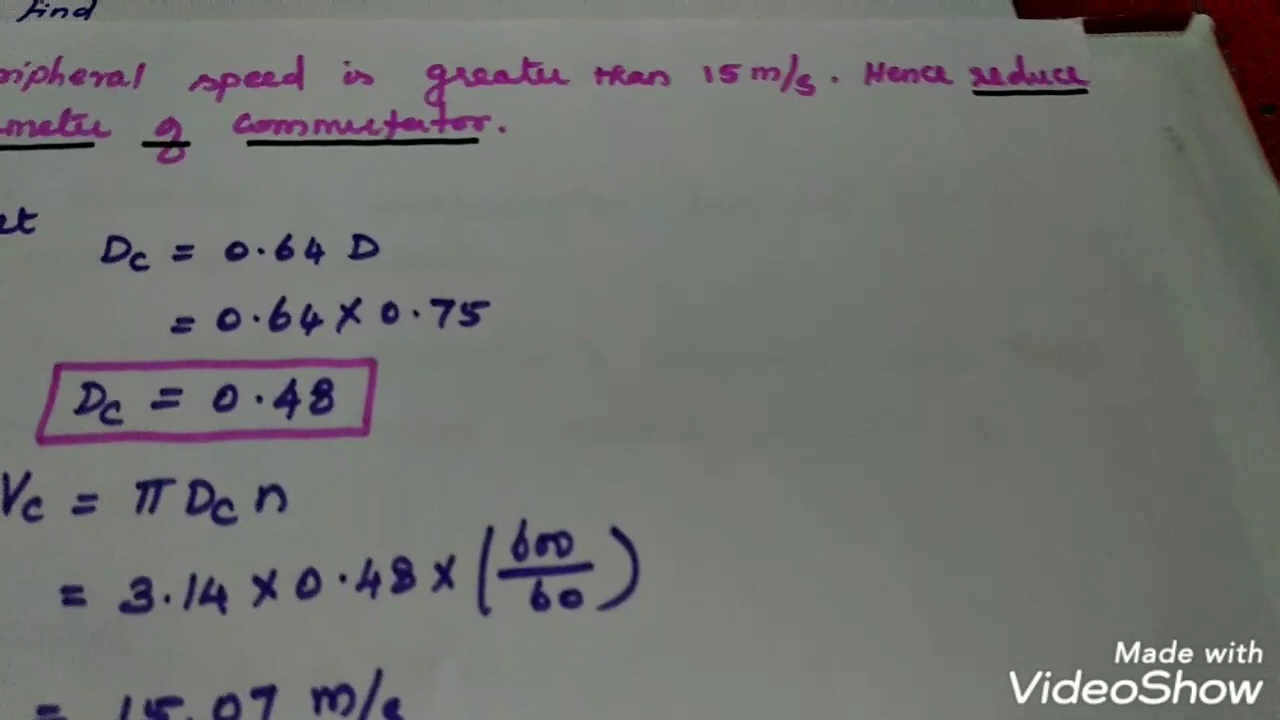 find
ripheral speed is greater than 15 m/s. Hence reduce
meter of Commutator.
et
Dc = 0.64 D
= 0.64 × 0.75
Dc = 0.48
Vc = π Dc n
= 3.14 × 0.48 × (600/60)
= 15.07 m/s
Made with
VideoShow